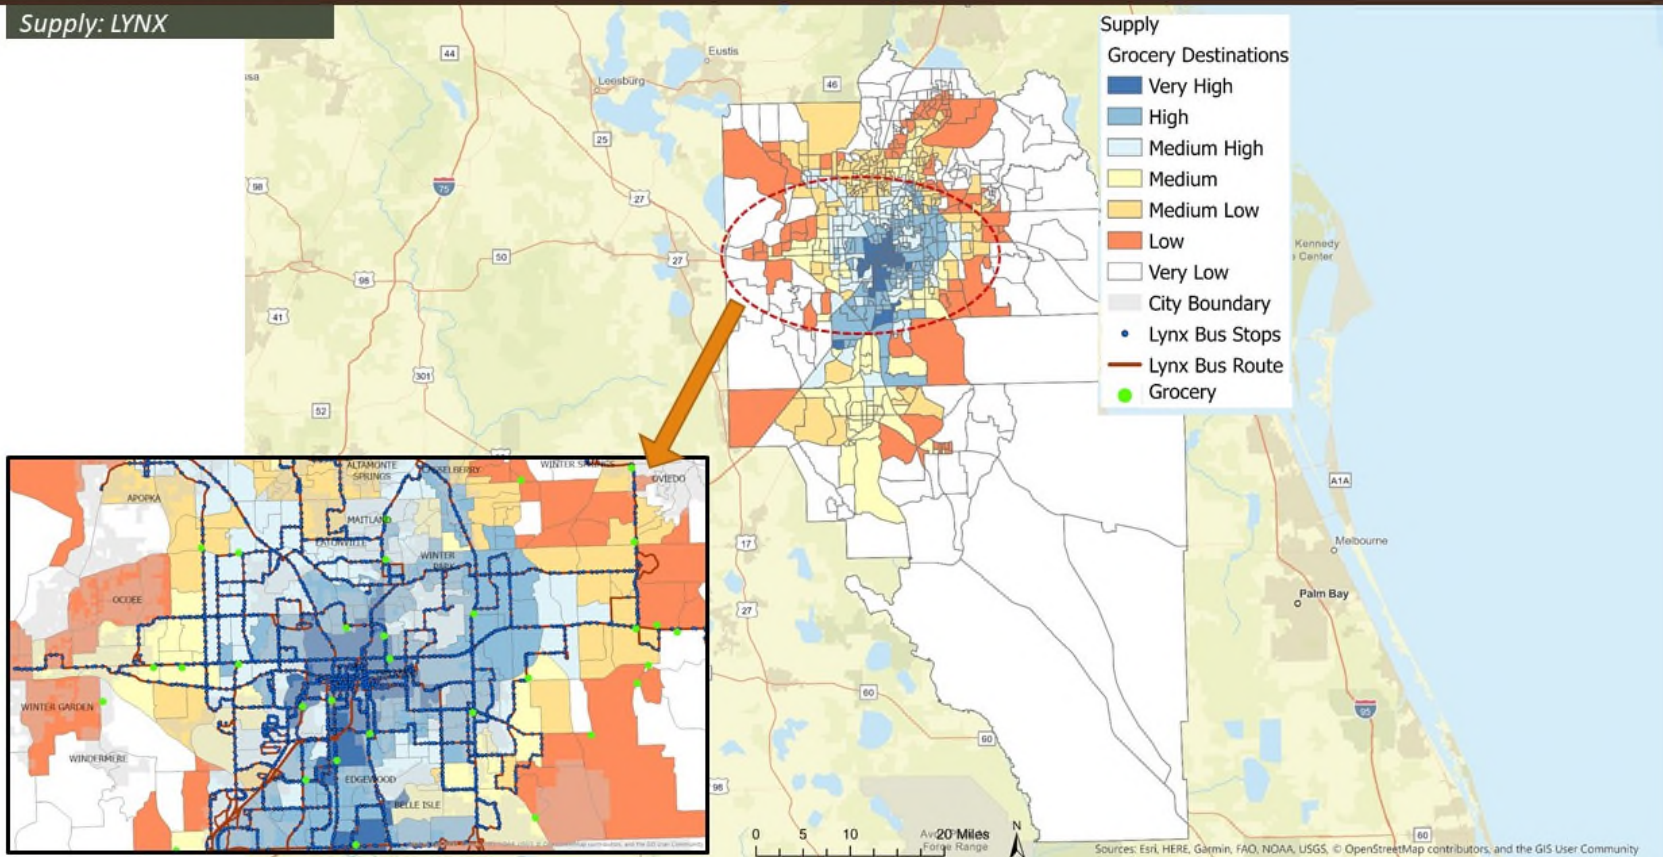 Supply: LYNX
Supply
Grocery Destinations
Very High
High
Medium High
Medium
Medium Low
Low
Very Low
City Boundary
Lynx Bus Stops
Lynx Bus Route
Grocery
44
Eustis
46
Leesburg
25
98
75
27
50
27
98
41
Kennedy
Center
301
52
A1A
17
Melbourne
27
Palm Bay
60
95
60
98
60
ALTAMONTE
SPRINGS
WINTER SPRINGS
OVIEDO
APOPKA
MAITLAND
EATONVILLE
WINTER
PARK
OCOEE
WINTER GARDEN
WINDERMERE
EDGEWOOD
BELLE ISLE
0 5 10 20 Miles
Force Range
N
Sources: Esri, HERE, Garmin, FAO, NOAA, USGS, © OpenStreetMap contributors, and the GIS User Community